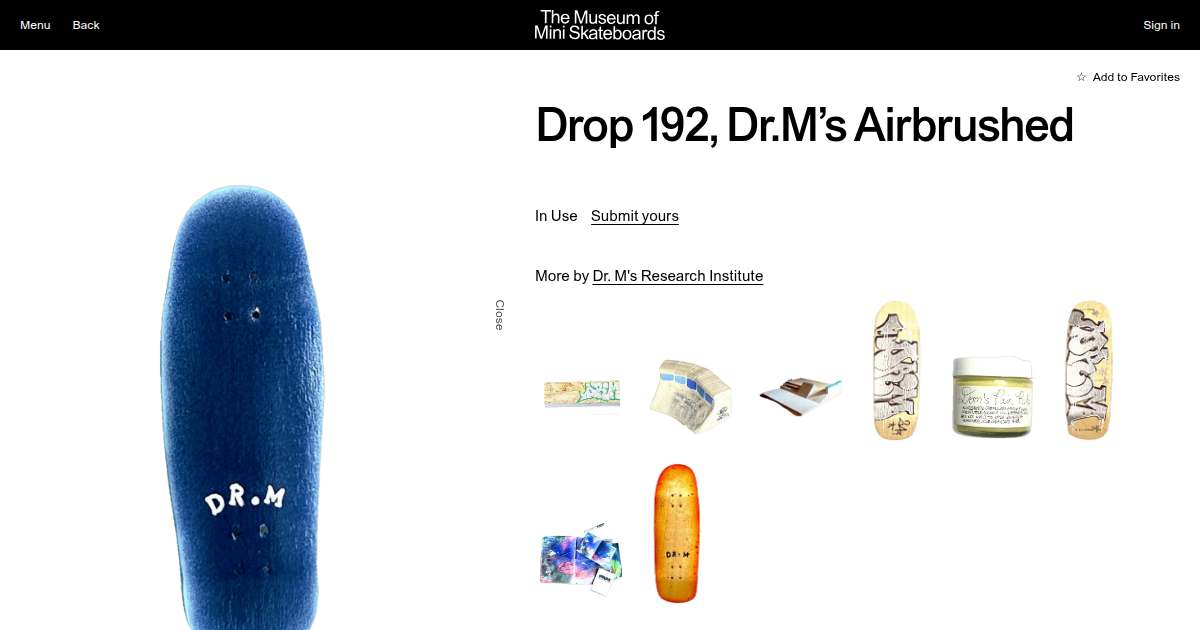 Menu
Back
The Museum of
Mini Skateboards
Sign in
☆ Add to Favorites
Drop 192, Dr.M’s Airbrushed
In Use Submit yours
More by Dr. M's Research Institute
Close
DR.M
DR.M